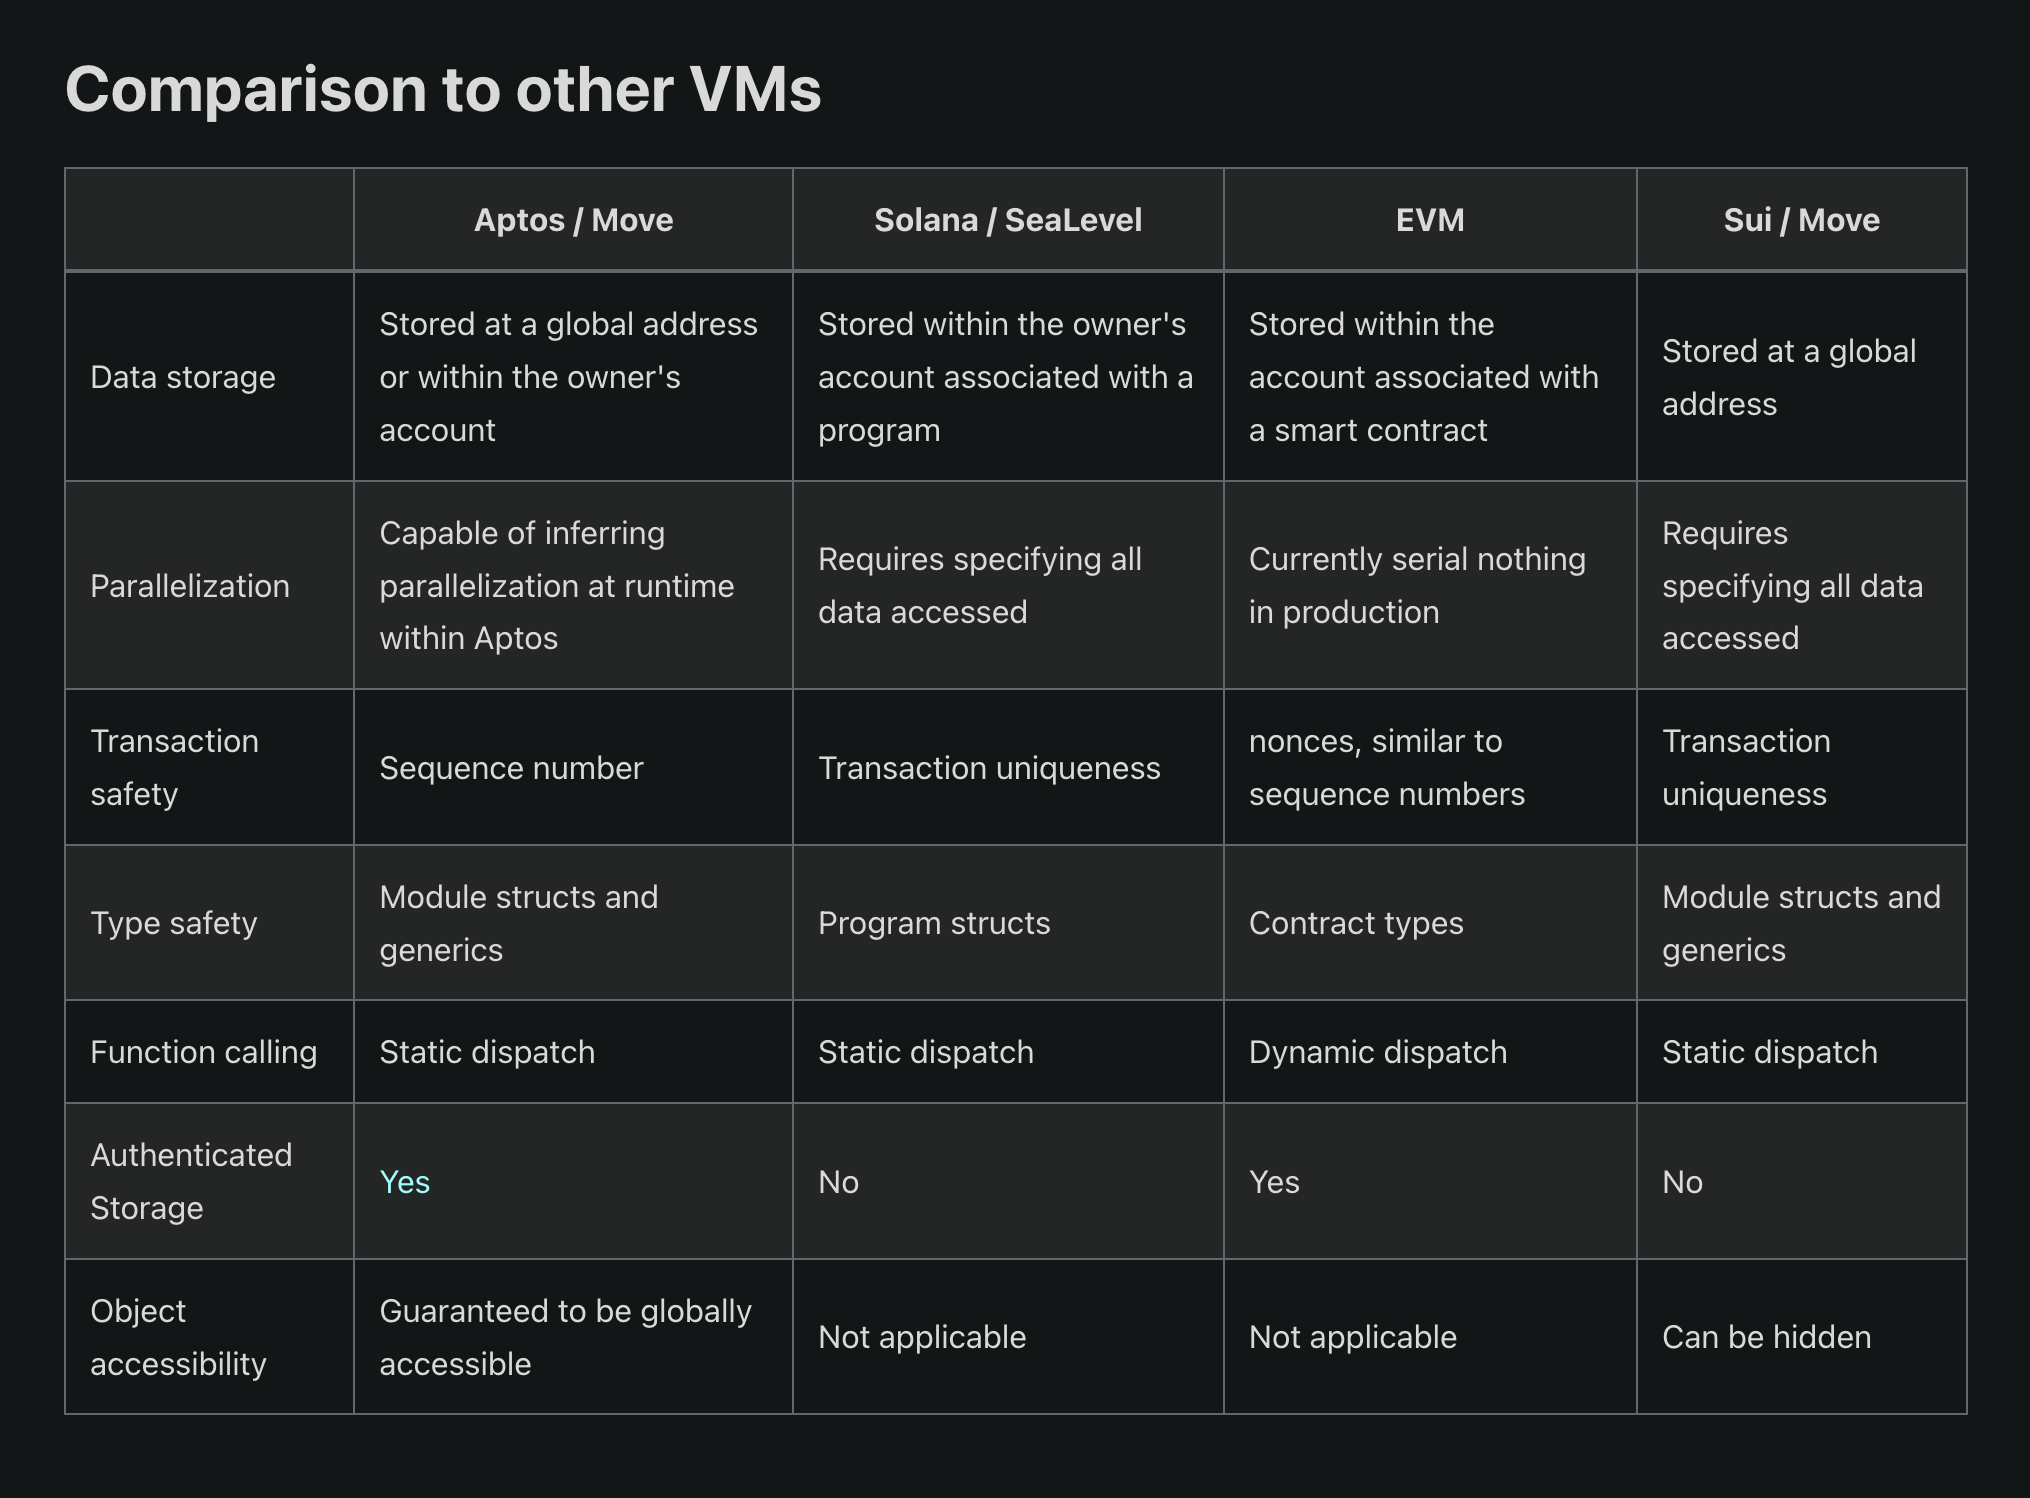 Comparison to other VMs
Aptos / Move
Solana / SeaLevel
EVM
Sui / Move
Data storage
Stored at a global address
or within the owner's
account
Stored within the owner's
account associated with a
program
Stored within the
account associated with
a smart contract
Stored at a global
address
Parallelization
Capable of inferring
parallelization at runtime
within Aptos
Requires specifying all
data accessed
Currently serial nothing
in production
Requires
specifying all data
accessed
Transaction
safety
Sequence number
Transaction uniqueness
nonces, similar to
sequence numbers
Transaction
uniqueness
Type safety
Module structs and
generics
Program structs
Contract types
Module structs and
generics
Function calling
Static dispatch
Static dispatch
Dynamic dispatch
Static dispatch
Authenticated
Storage
Yes
No
Yes
No
Object
accessibility
Guaranteed to be globally
accessible
Not applicable
Not applicable
Can be hidden